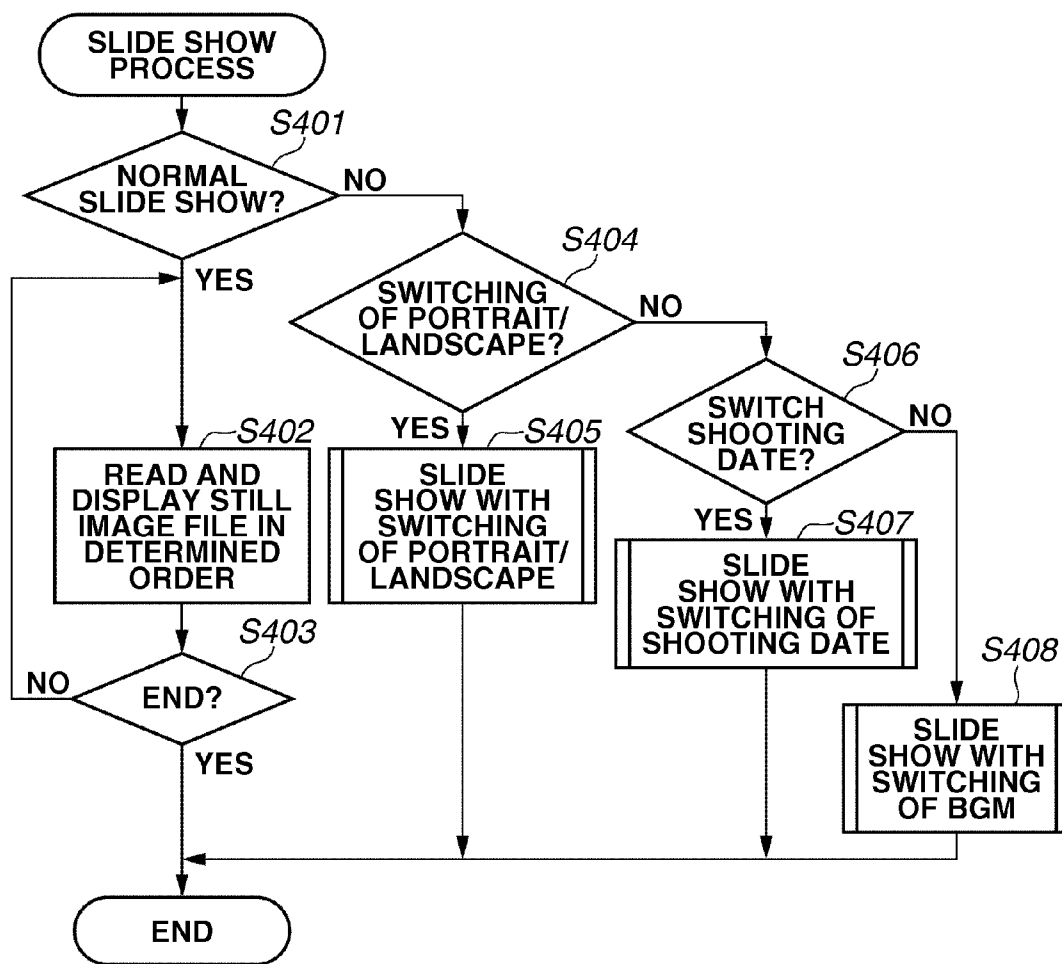 SLIDE SHOW
PROCESS
S401
NORMAL
SLIDE SHOW?
NO
YES
S404
SWITCHING
OF PORTRAIT/
LANDSCAPE?
NO
YES
S406
SWITCH
SHOOTING
DATE?
NO
YES
S402
READ AND
DISPLAY STILL
IMAGE FILE IN
DETERMINED
ORDER
S405
SLIDE
SHOW WITH
SWITCHING
OF PORTRAIT/
LANDSCAPE
S407
SLIDE
SHOW WITH
SWITCHING OF
SHOOTING DATE
S403
END?
NO
YES
S408
SLIDE
SHOW WITH
SWITCHING
OF BGM
END